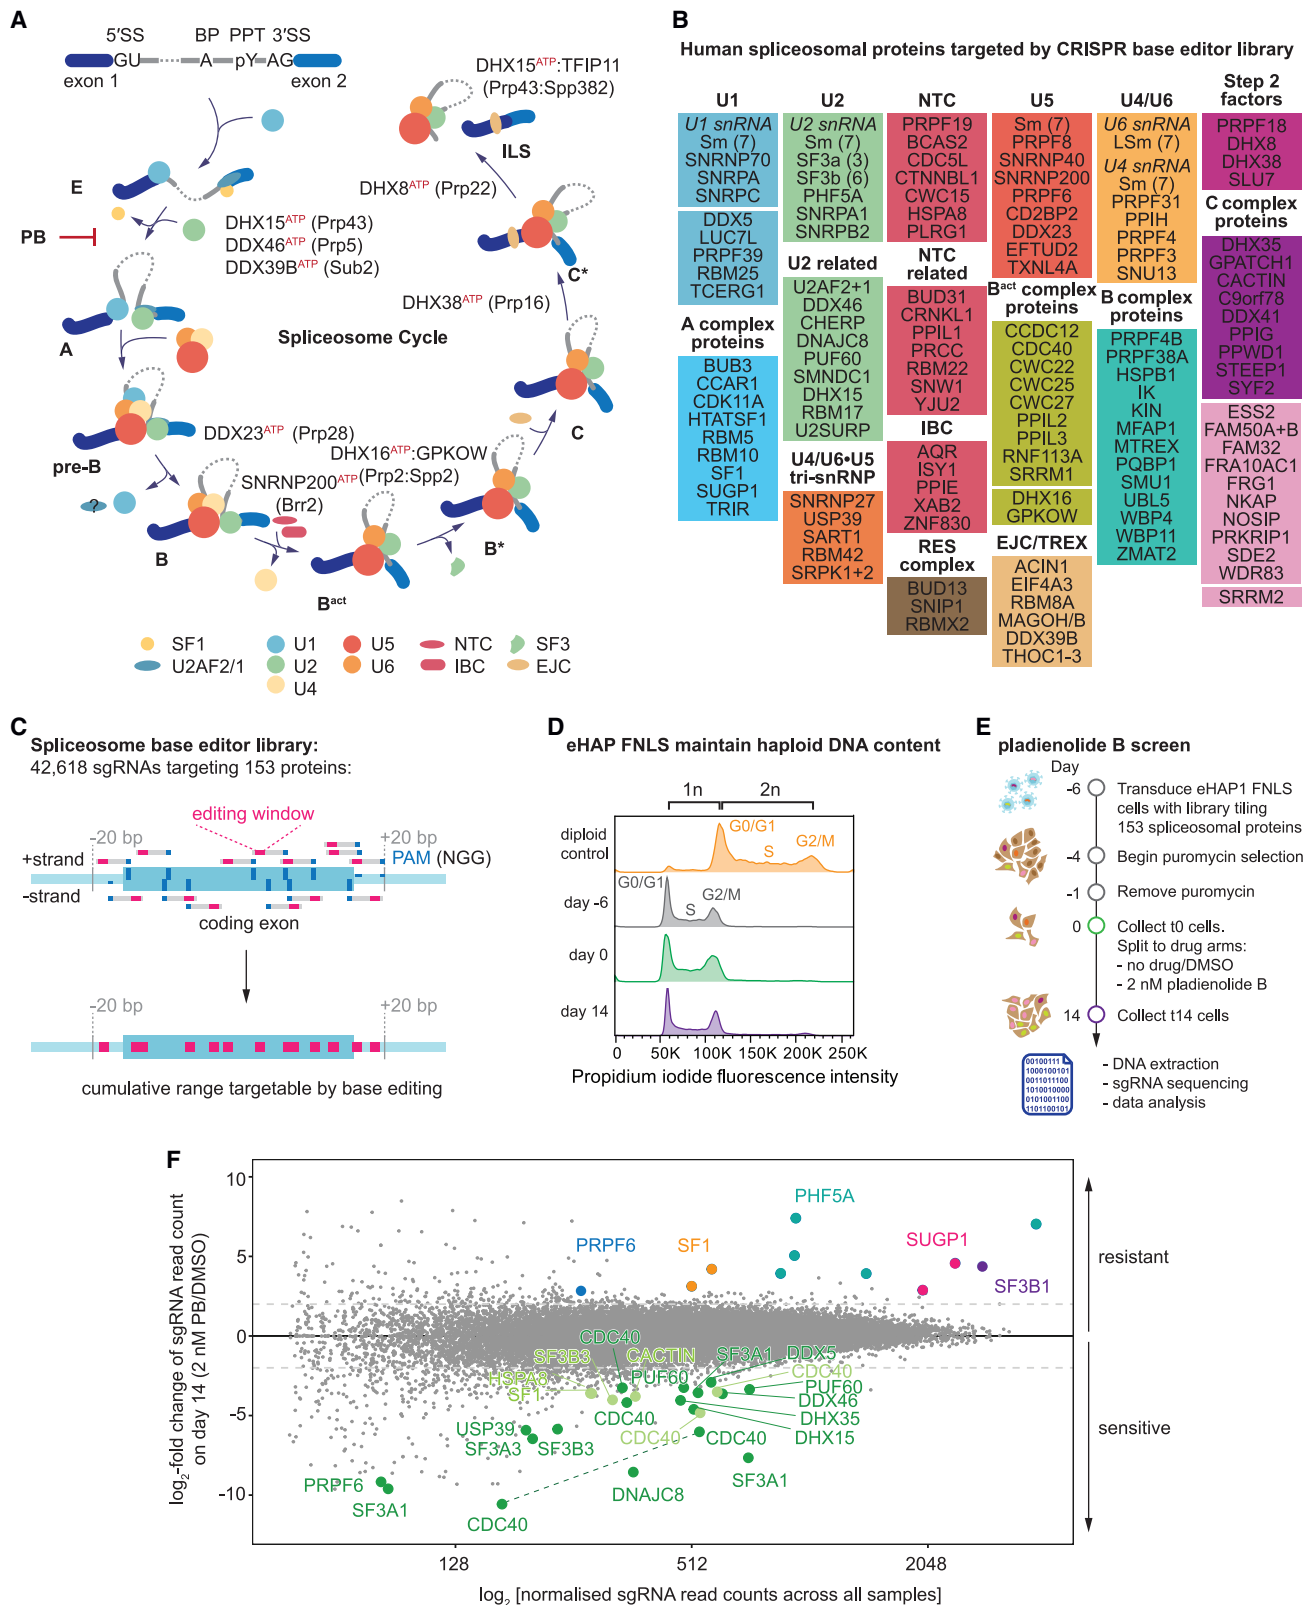 A
5′SS
BP
PPT
3′SS
GU
A
pY
AG
exon 1
exon 2
E
PB
DHX15ATP (Prp43)
DDX46ATP (Prp5)
DDX39BATP (Sub2)
A
pre-B
DDX23ATP (Prp28)
?
B
SNRNP200ATP
(Brr2)
Bact
DHX16ATP:GPKOW
(Prp2:Spp2)
B*
C
DHX38ATP (Prp16)
C*
DHX8ATP (Prp22)
ILS
DHX15ATP:TFIP11
(Prp43:Spp382)
Spliceosome Cycle
SF1
U2AF2/1
U1
U2
U4
U5
U6
NTC
IBC
SF3
EJC
B
Human spliceosomal proteins targeted by CRISPR base editor library
U1
U1 snRNA
Sm (7)
SNRNP70
SNRPA
SNRPC
DDX5
LUC7L
PRPF39
RBM25
TCERG1
A complex
proteins
BUB3
CCAR1
CDK11A
HTATSF1
RBM5
RBM10
SF1
SUGP1
TRIR
U2
U2 snRNA
Sm (7)
SF3a (3)
SF3b (6)
PHF5A
SNRPA1
SNRPB2
U2 related
U2AF2+1
DDX46
CHERP
DNAJC8
PUF60
SMNDC1
DHX15
RBM17
U2SURP
U4/U6•U5
tri-snRNP
SNRNP27
USP39
SART1
RBM42
SRPK1+2
NTC
PRPF19
BCAS2
CDC5L
CTNNBL1
CWC15
HSPA8
PLRG1
NTC
related
BUD31
CRNKL1
PPIL1
PRCC
RBM22
SNW1
YJU2
IBC
AQR
ISY1
PPIE
XAB2
ZNF830
RES
complex
BUD13
SNIP1
RBMX2
U5
Sm (7)
PRPF8
SNRNP40
SNRNP200
PRPF6
CD2BP2
DDX23
EFTUD2
TXNL4A
Bact complex
proteins
CCDC12
CDC40
CWC22
CWC25
CWC27
PPIL2
PPIL3
RNF113A
SRRM1
DHX16
GPKOW
EJC/TREX
ACIN1
EIF4A3
RBM8A
MAGOH/B
DDX39B
THOC1-3
U4/U6
U6 snRNA
LSm (7)
U4 snRNA
Sm (7)
PRPF31
PPIH
PRPF4
PRPF3
SNU13
B complex
proteins
PRPF4B
PRPF38A
HSPB1
IK
KIN
MFAP1
MTREX
PQBP1
SMU1
UBL5
WBP4
WBP11
ZMAT2
Step 2
factors
PRPF18
DHX8
DHX38
SLU7
C complex
proteins
DHX35
GPATCH1
CACTIN
C9orf78
DDX41
PPIG
PPWD1
STEEP1
SYF2
ESS2
FAM50A+B
FAM32
FRA10AC1
FRG1
NKAP
NOSIP
PRKRIP1
SDE2
WDR83
SRRM2
C
Spliceosome base editor library:
42,618 sgRNAs targeting 153 proteins:
editing window
-20 bp
+20 bp
+strand
PAM (NGG)
-strand
coding exon
-20 bp
+20 bp
cumulative range targetable by base editing
D
eHAP FNLS maintain haploid DNA content
1n
2n
diploid
control
G0/G1
S
G2/M
day -6
G0/G1
S
G2/M
day 0
day 14
0
50K
100K
150K
200K
250K
Propidium iodide fluorescence intensity
E
pladienolide B screen
Day
-6
Transduce eHAP1 FNLS
cells with library tiling
153 spliceosomal proteins
-4
Begin puromycin selection
-1
Remove puromycin
0
Collect t0 cells.
Split to drug arms:
- no drug/DMSO
- 2 nM pladienolide B
14
Collect t14 cells
00100111
1000100101
0011011100
1010010000
0101001100
1101100101
- DNA extraction
- sgRNA sequencing
- data analysis
F
log2-fold change of sgRNA read count
on day 14 (2 nM PB/DMSO)
10
5
0
−5
−10
PHF5A
PRPF6
SF1
SUGP1
SF3B1
resistant
CDC40
SF3B3
CACTIN
SF3A1
DDX5
HSPA8
PUF60
CDC40
SF1
PUF60
DDX46
CDC40
DHX35
USP39
CDC40
CDC40
DHX15
SF3A3
SF3B3
PRPF6
SF3A1
DNAJC8
SF3A1
CDC40
sensitive
128
512
2048
log2 [normalised sgRNA read counts across all samples]